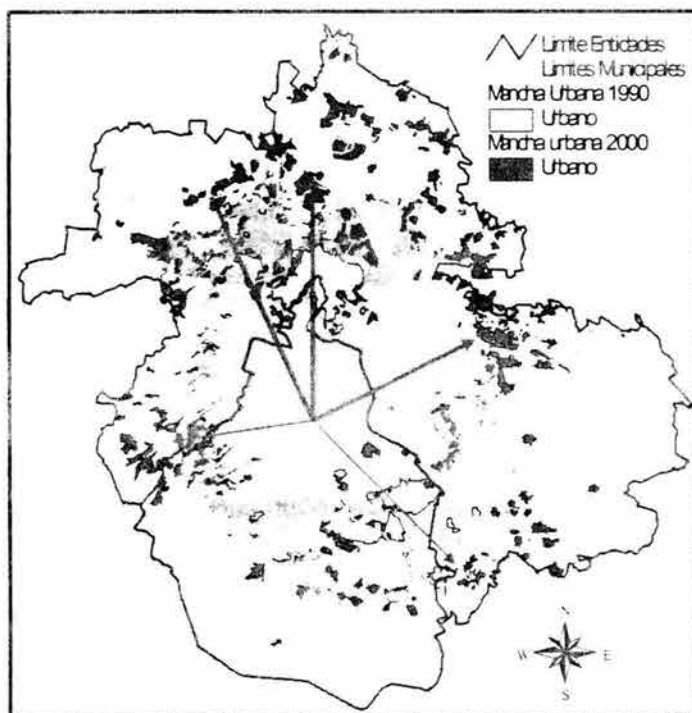 Limite Entidades
Limites Municipales
Mancha Urbana 1990
Urbano
Mancha urbana 2000
Urbano
N
W E
S